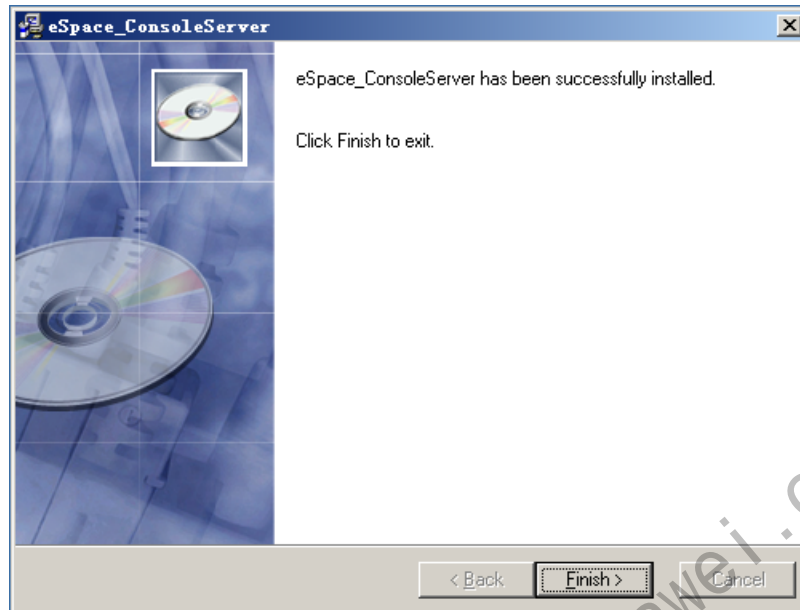 eSpace_ConsoleServer
eSpace_ConsoleServer has been successfully installed.
Click Finish to exit.
< Back
Finish >
Cancel